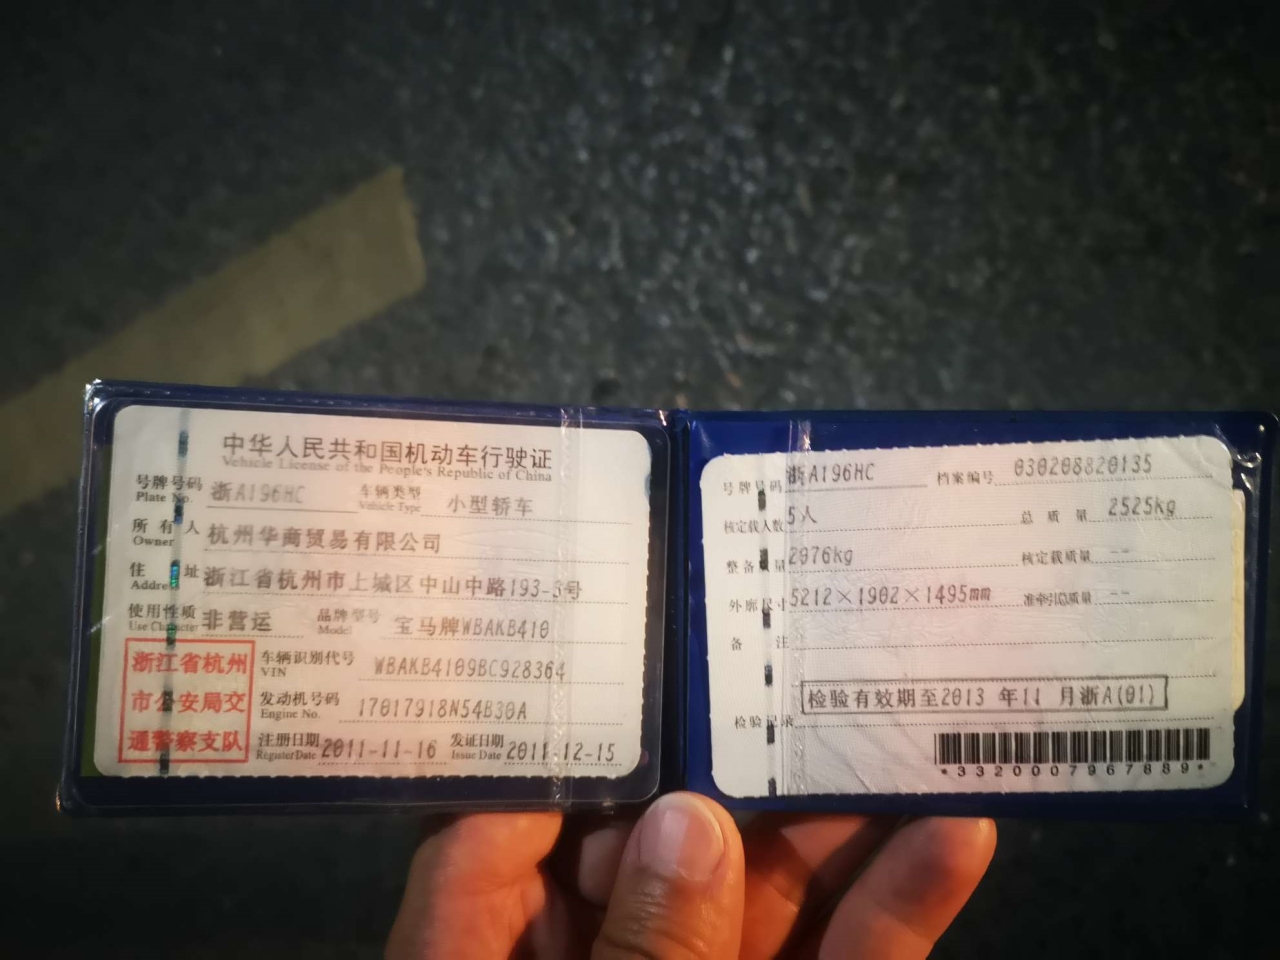 中华人民共和国机动车行驶证
Vehicle License of the People's Republic of China
号牌号码 浙A196HC 车辆类型 小型轿车
Plate No. Vehicle Type
所有人 杭州华商贸易有限公司
Owner
住址 浙江省杭州市上城区中山中路193-3号
Address
使用性质 非营运 品牌型号 宝马牌WBAKB410
Use Character Model
浙江省杭州
市公安局交
通警察支队
车辆识别代号 WBAKB4109BC928364
VIN
发动机号码 17017918N54B30A
Engine No.
注册日期 2011-11-16 发证日期 2011-12-15
Register Date Issue Date
号牌号码 浙A196HC 档案编号 030208820135
核定载人数 5人 总质量 2525kg
整备质量 2076kg 核定载质量 --
外廓尺寸 5212×1902×1495mm 准牵引总质量 --
备注
检验有效期至2013年11月浙A(01)
检验记录
*3320007967889*